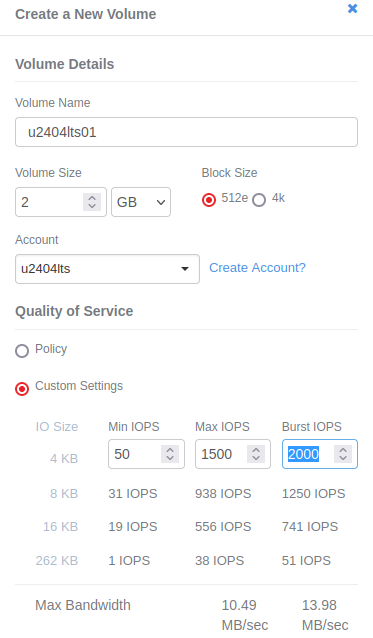 Create a New Volume ✖
Volume Details
Volume Name
u2404lts01
Volume Size Block Size
2 GB 512e 4k
Account
u2404lts Create Account?
Quality of Service
Policy
Custom Settings
IO Size Min IOPS Max IOPS Burst IOPS
4 KB 50 1500 2000
8 KB 31 IOPS 938 IOPS 1250 IOPS
16 KB 19 IOPS 556 IOPS 741 IOPS
262 KB 1 IOPS 38 IOPS 51 IOPS
Max Bandwidth 10.49 MB/sec 13.98 MB/sec